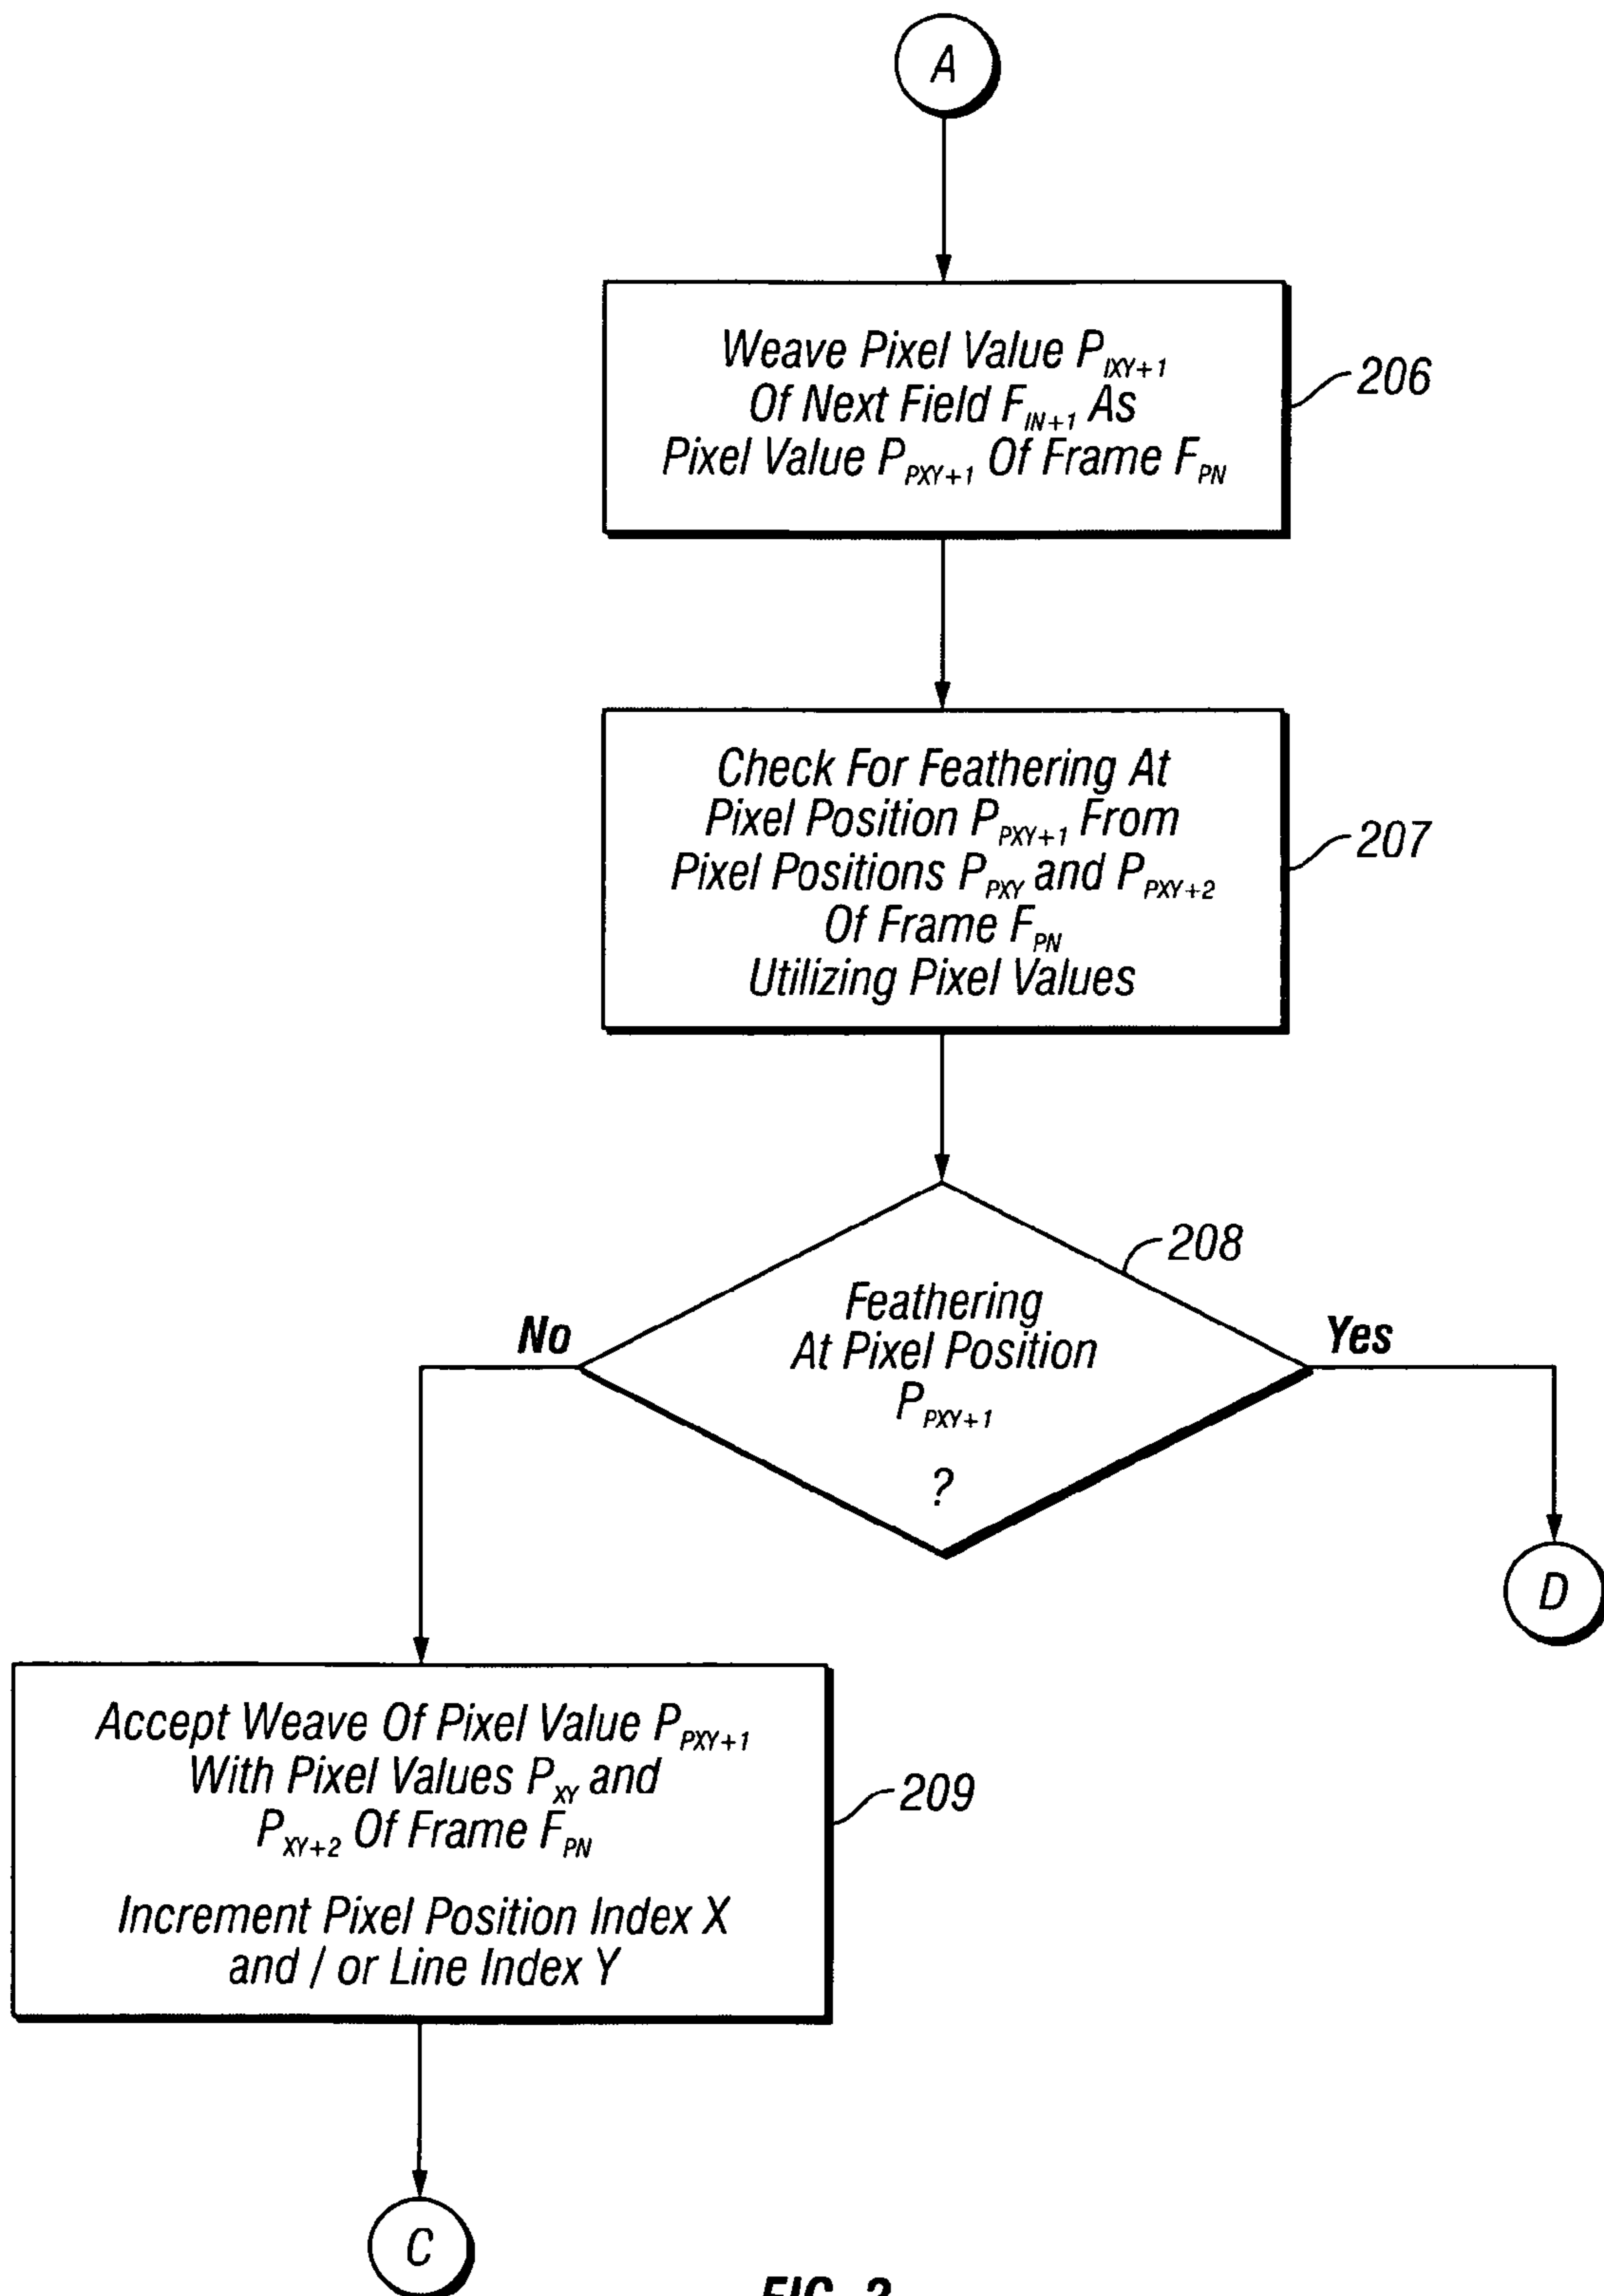 A
Weave Pixel Value P_IXY+1
Of Next Field F_IN+1 As
Pixel Value P_PXY+1 Of Frame F_PN
206
Check For Feathering At
Pixel Position P_PXY+1 From
Pixel Positions P_PXY and P_PXY+2
Of Frame F_PN
Utilizing Pixel Values
207
208
Feathering
At Pixel Position
P_PXY+1
?
No
Yes
D
Accept Weave Of Pixel Value P_PXY+1
With Pixel Values P_XY and
P_XY+2 Of Frame F_PN
Increment Pixel Position Index X
and / or Line Index Y
209
C